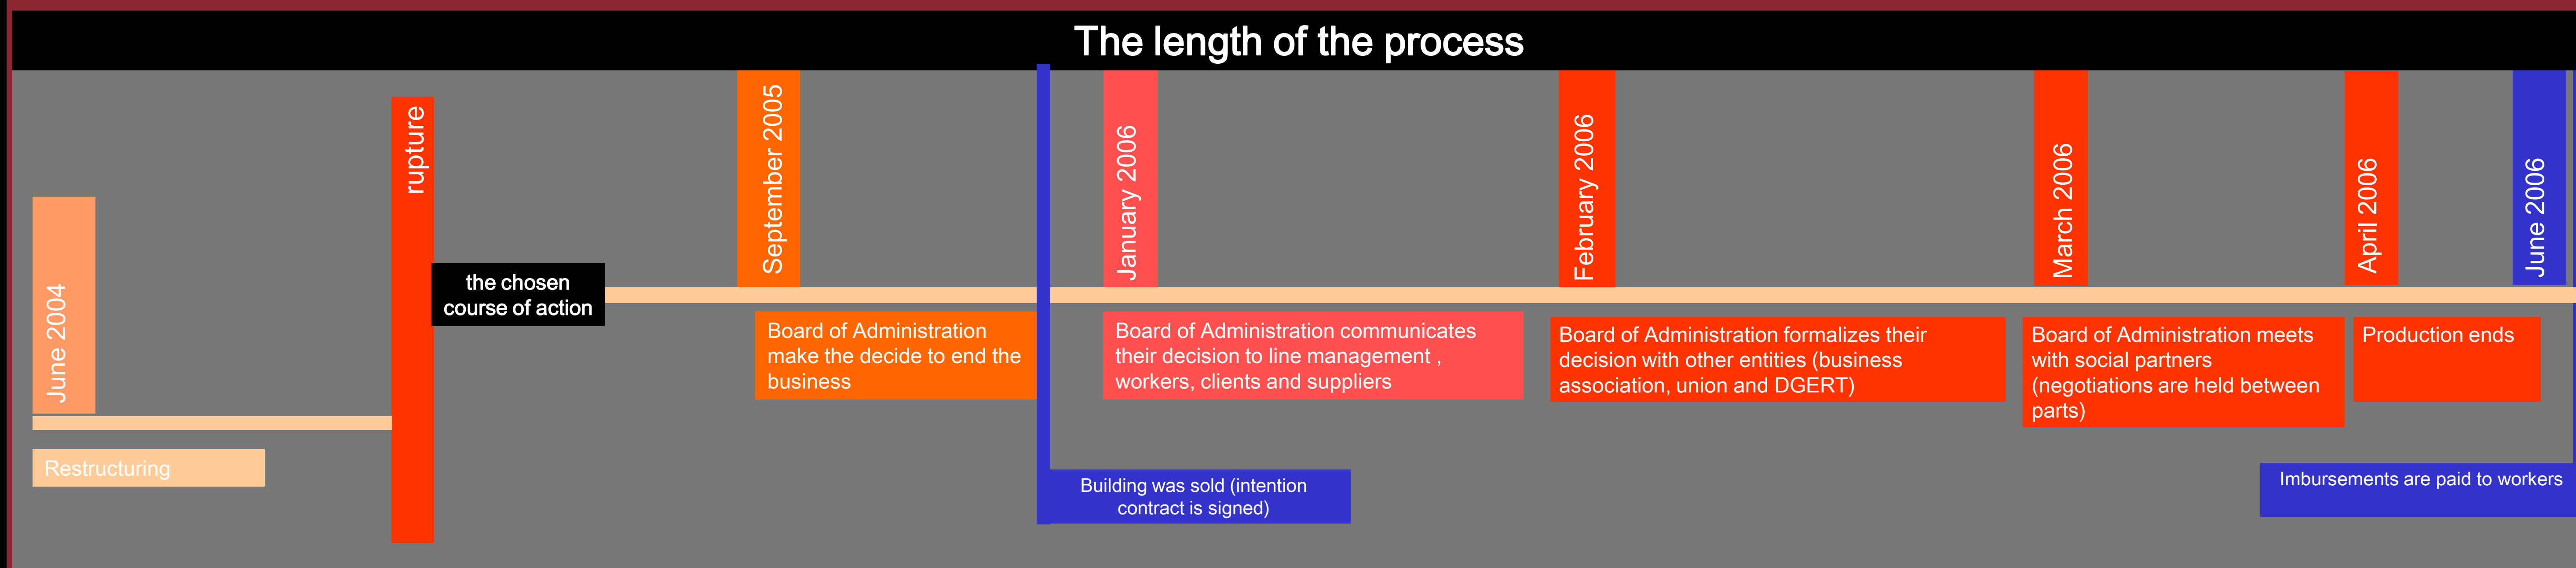 The length of the process
June 2004
rupture
September 2005
January 2006
February 2006
March 2006
April 2006
June 2006
the chosen
course of action
Board of Administration
make the decide to end the
business
Board of Administration communicates
their decision to line management ,
workers, clients and suppliers
Board of Administration formalizes their
decision with other entities (business
association, union and DGERT)
Board of Administration meets
with social partners
(negotiations are held between
parts)
Production ends
Restructuring
Building was sold (intention
contract is signed)
Imbursements are paid to workers